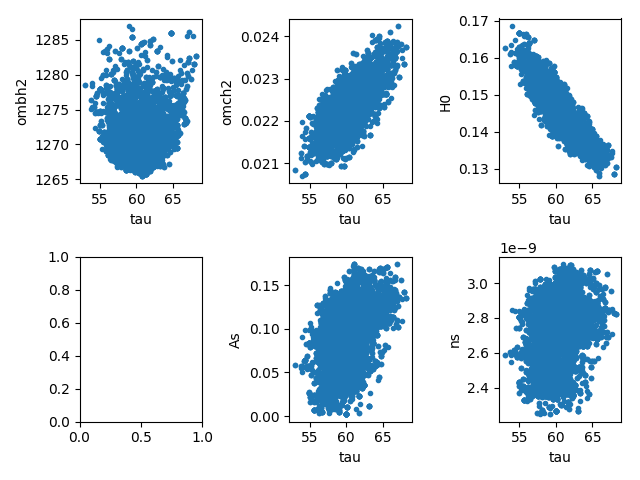 1285
1280
1275
1270
1265
ombh2
55 60 65
tau
0.024
0.023
0.022
0.021
omch2
55 60 65
tau
0.17
0.16
0.15
0.14
0.13
H0
55 60 65
tau
1.0
0.8
0.6
0.4
0.2
0.0
0.0 0.5 1.0
0.15
0.10
0.05
0.00
As
55 60 65
tau
1e−9
3.0
2.8
2.6
2.4
ns
55 60 65
tau